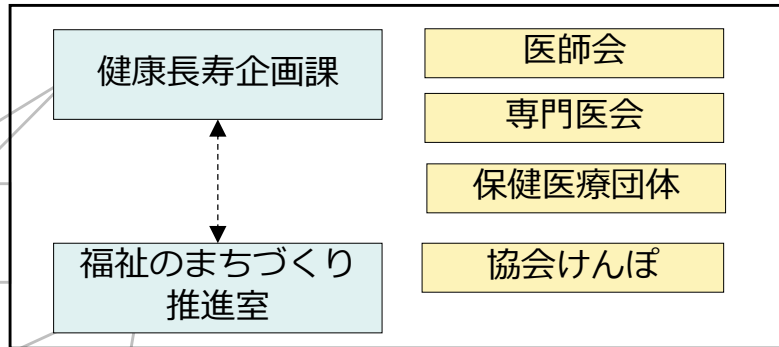 健康長寿企画課
福祉のまちづくり
推進室
医師会
専門医会
保健医療団体
協会けんぽ